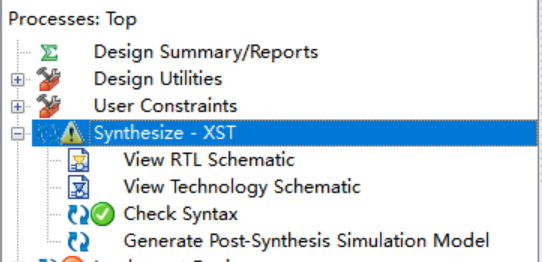 Processes: Top
Design Summary/Reports
Design Utilities
User Constraints
Synthesize - XST
View RTL Schematic
View Technology Schematic
Check Syntax
Generate Post-Synthesis Simulation Model